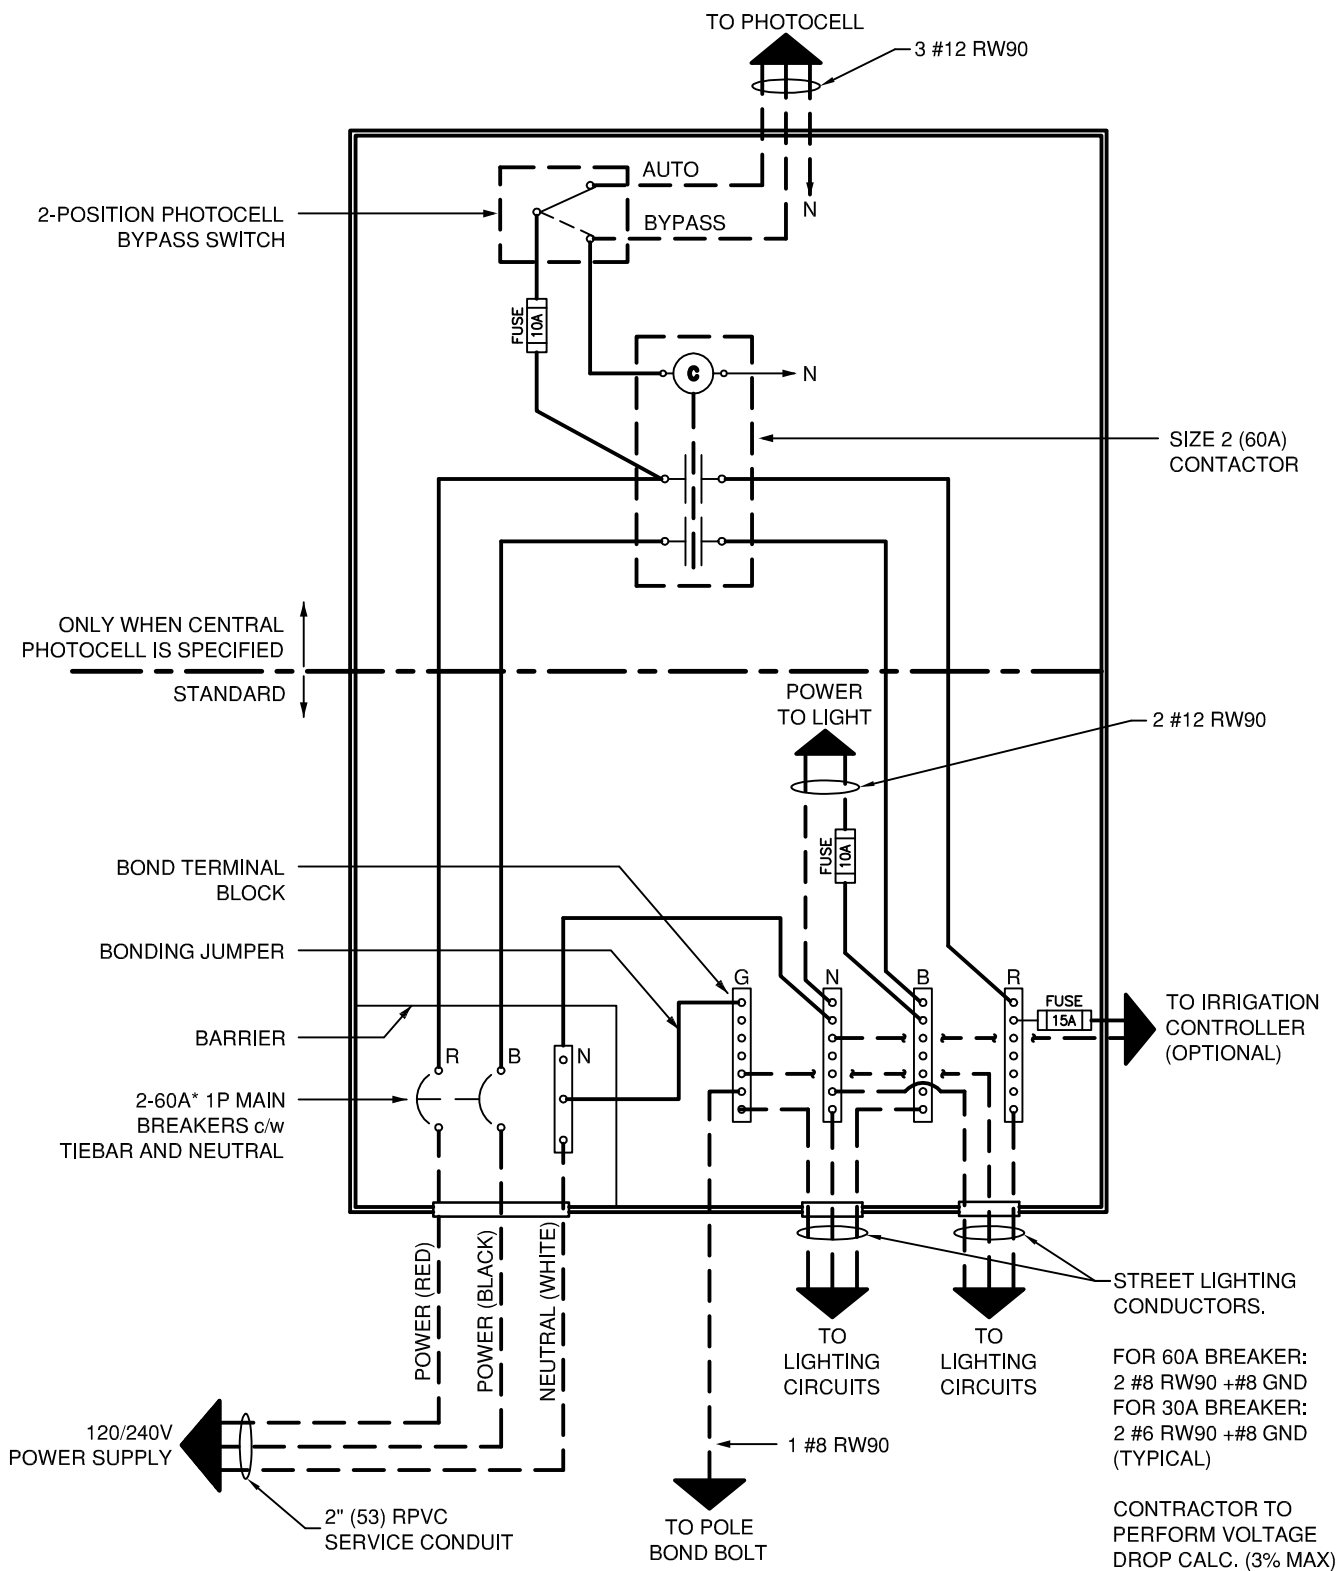 TO PHOTOCELL
3 #12 RW90
AUTO
N
2-POSITION PHOTOCELL
BYPASS SWITCH
BYPASS
FUSE
10A
C
N
SIZE 2 (60A)
CONTACTOR
ONLY WHEN CENTRAL
PHOTOCELL IS SPECIFIED
STANDARD
POWER
TO LIGHT
2 #12 RW90
FUSE
10A
BOND TERMINAL
BLOCK
BONDING JUMPER
G
N
B
R
FUSE
15A
TO IRRIGATION
CONTROLLER
(OPTIONAL)
BARRIER
R
B
N
2-60A* 1P MAIN
BREAKERS c/w
TIEBAR AND NEUTRAL
POWER (RED)
POWER (BLACK)
NEUTRAL (WHITE)
STREET LIGHTING
CONDUCTORS.
TO
LIGHTING
CIRCUITS
TO
LIGHTING
CIRCUITS
FOR 60A BREAKER:
2 #8 RW90 +#8 GND
FOR 30A BREAKER:
2 #6 RW90 +#8 GND
(TYPICAL)
120/240V
POWER SUPPLY
1 #8 RW90
2" (53) RPVC
SERVICE CONDUIT
TO POLE
BOND BOLT
CONTRACTOR TO
PERFORM VOLTAGE
DROP CALC. (3% MAX)